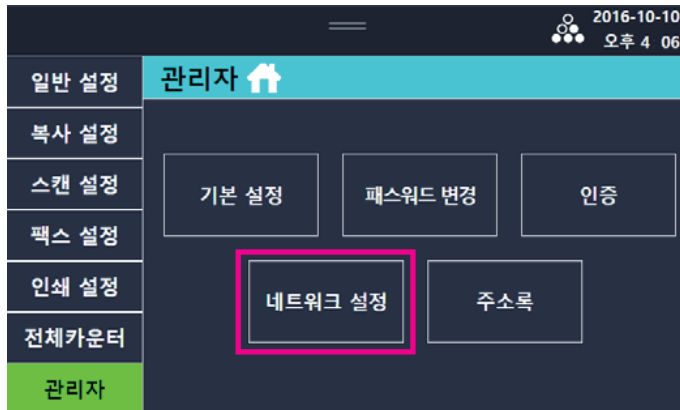 2016-10-10
오후 4 06
일반 설정
관리자
복사 설정
스캔 설정
기본 설정
패스워드 변경
인증
팩스 설정
인쇄 설정
네트워크 설정
주소록
전체카운터
관리자